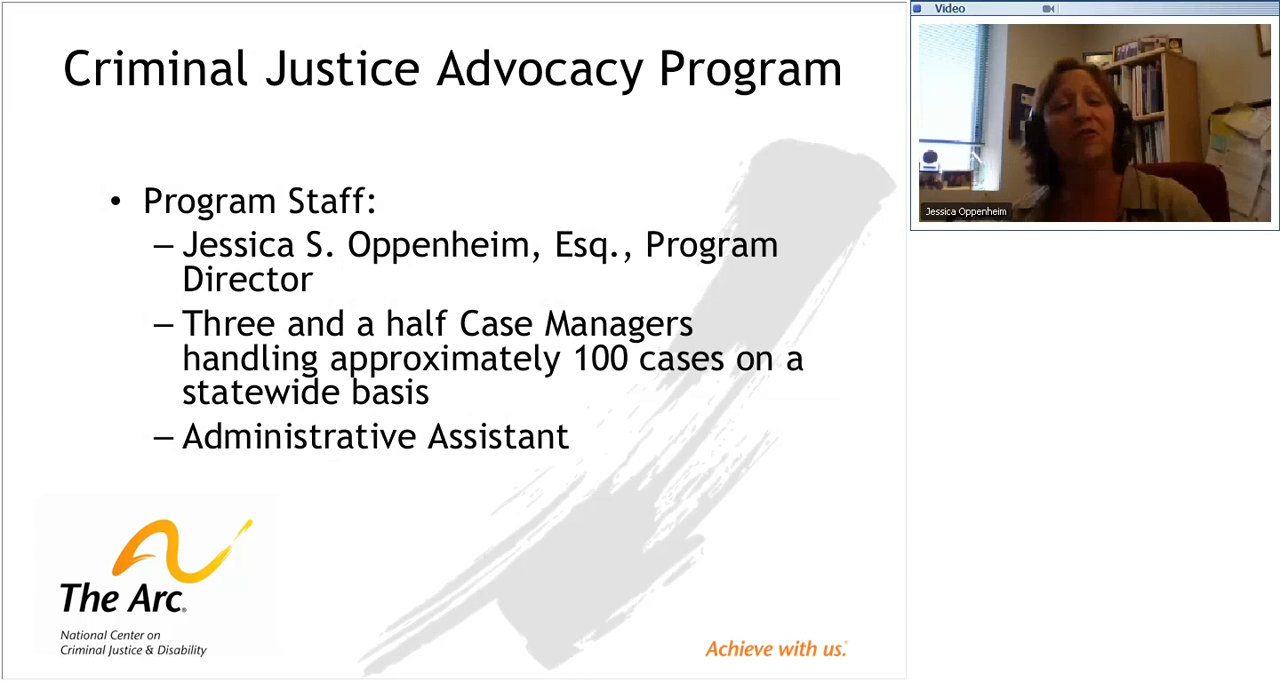 Criminal Justice Advocacy Program
• Program Staff:
– Jessica S. Oppenheim, Esq., Program
Director
– Three and a half Case Managers
handling approximately 100 cases on a
statewide basis
– Administrative Assistant
The Arc®
National Center on
Criminal Justice & Disability
Achieve with us.®
Video
Jessica Oppenheim